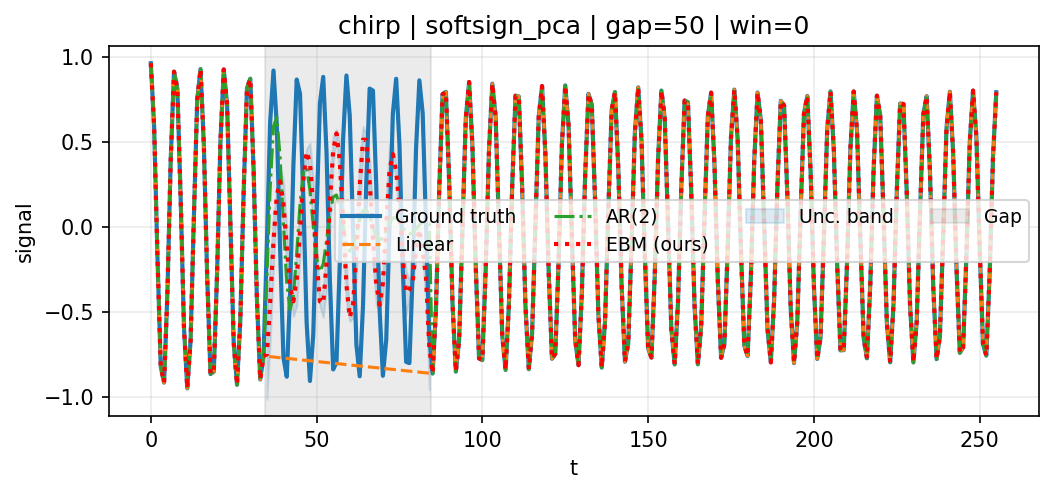 chirp | softsign_pca | gap=50 | win=0
1.0
0.5
0.0
−0.5
−1.0
signal
Ground truth
Linear
AR(2)
EBM (ours)
Unc. band
Gap
0
50
100
150
200
250
t